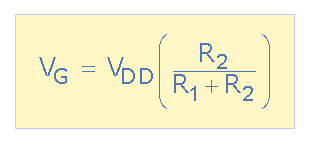 V_G = V_DD ( R_2 / (R_1 + R_2) )